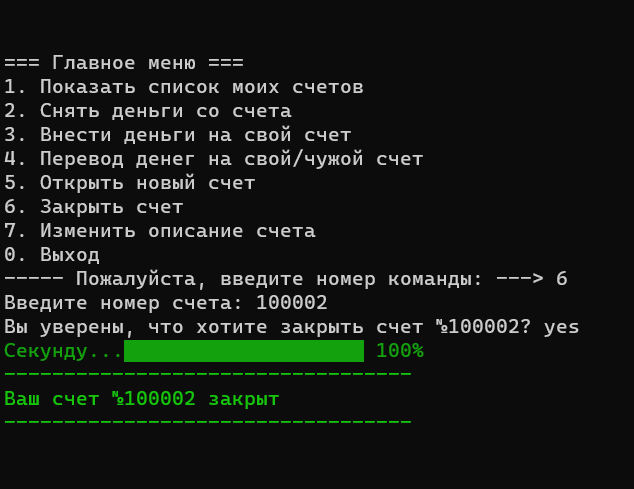 === Главное меню ===
1. Показать список моих счетов
2. Снять деньги со счета
3. Внести деньги на свой счет
4. Перевод денег на свой/чужой счет
5. Открыть новый счет
6. Закрыть счет
7. Изменить описание счета
0. Выход
----- Пожалуйста, введите номер команды: ---> 6
Введите номер счета: 100002
Вы уверены, что хотите закрыть счет №100002? yes
Секунду... 100%
----------------------------------
Ваш счет №100002 закрыт
----------------------------------